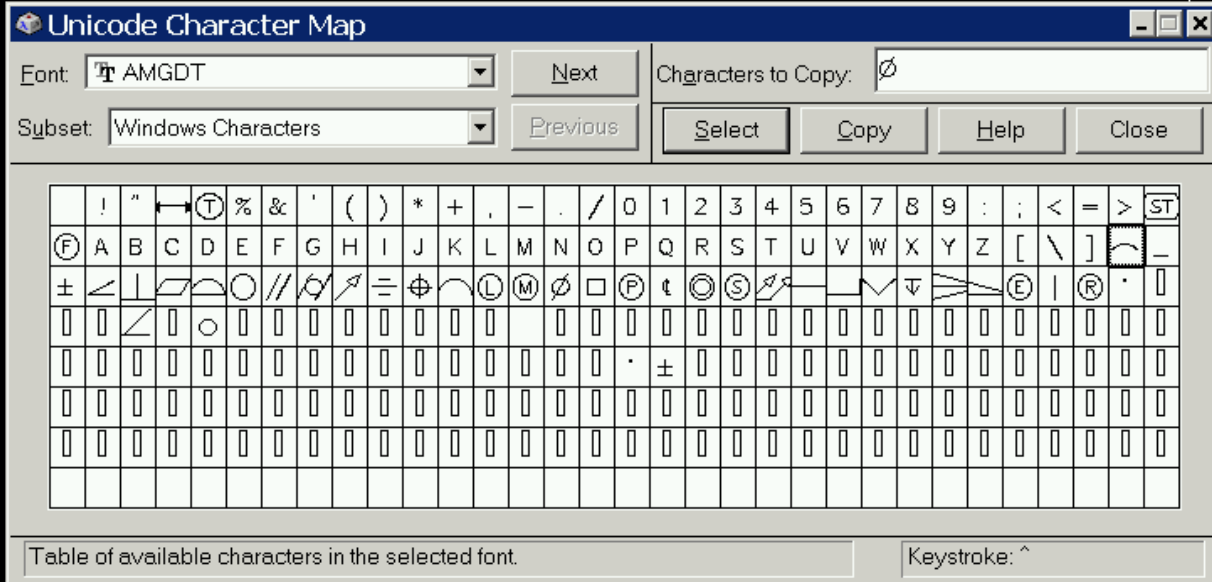 Unicode Character Map
Font: AMGDT Next Characters to Copy: Ø
Subset: Windows Characters Previous Select Copy Help Close
! " Ⓣ % & ' ( ) * + , – . / 0 1 2 3 4 5 6 7 8 9 : ; < = > ST
Ⓕ A B C D E F G H I J K L M N O P Q R S T U V W X Y Z [ \ ] ⌒ _
± ∠ ⊥ ▱ ⌓ ○ // ⌭ ↗ ⌯ ⌖ ⌒ Ⓛ Ⓜ Ø □ Ⓟ ℄ ◎ Ⓢ ⌰ Ⓔ | Ⓡ ·
○
· ±
Table of available characters in the selected font. Keystroke: ^